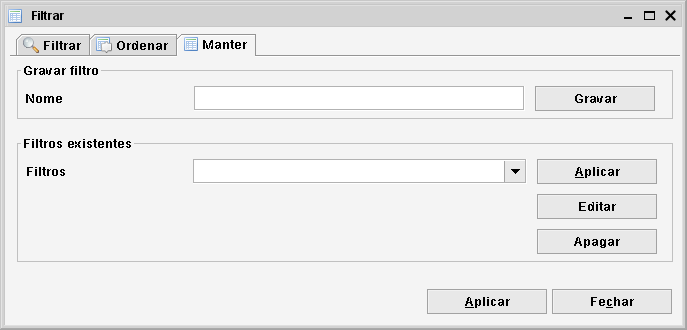 Filtrar
Filtrar Ordenar Manter
Gravar filtro
Nome Gravar
Filtros existentes
Filtros Aplicar
Editar
Apagar
Aplicar Fechar